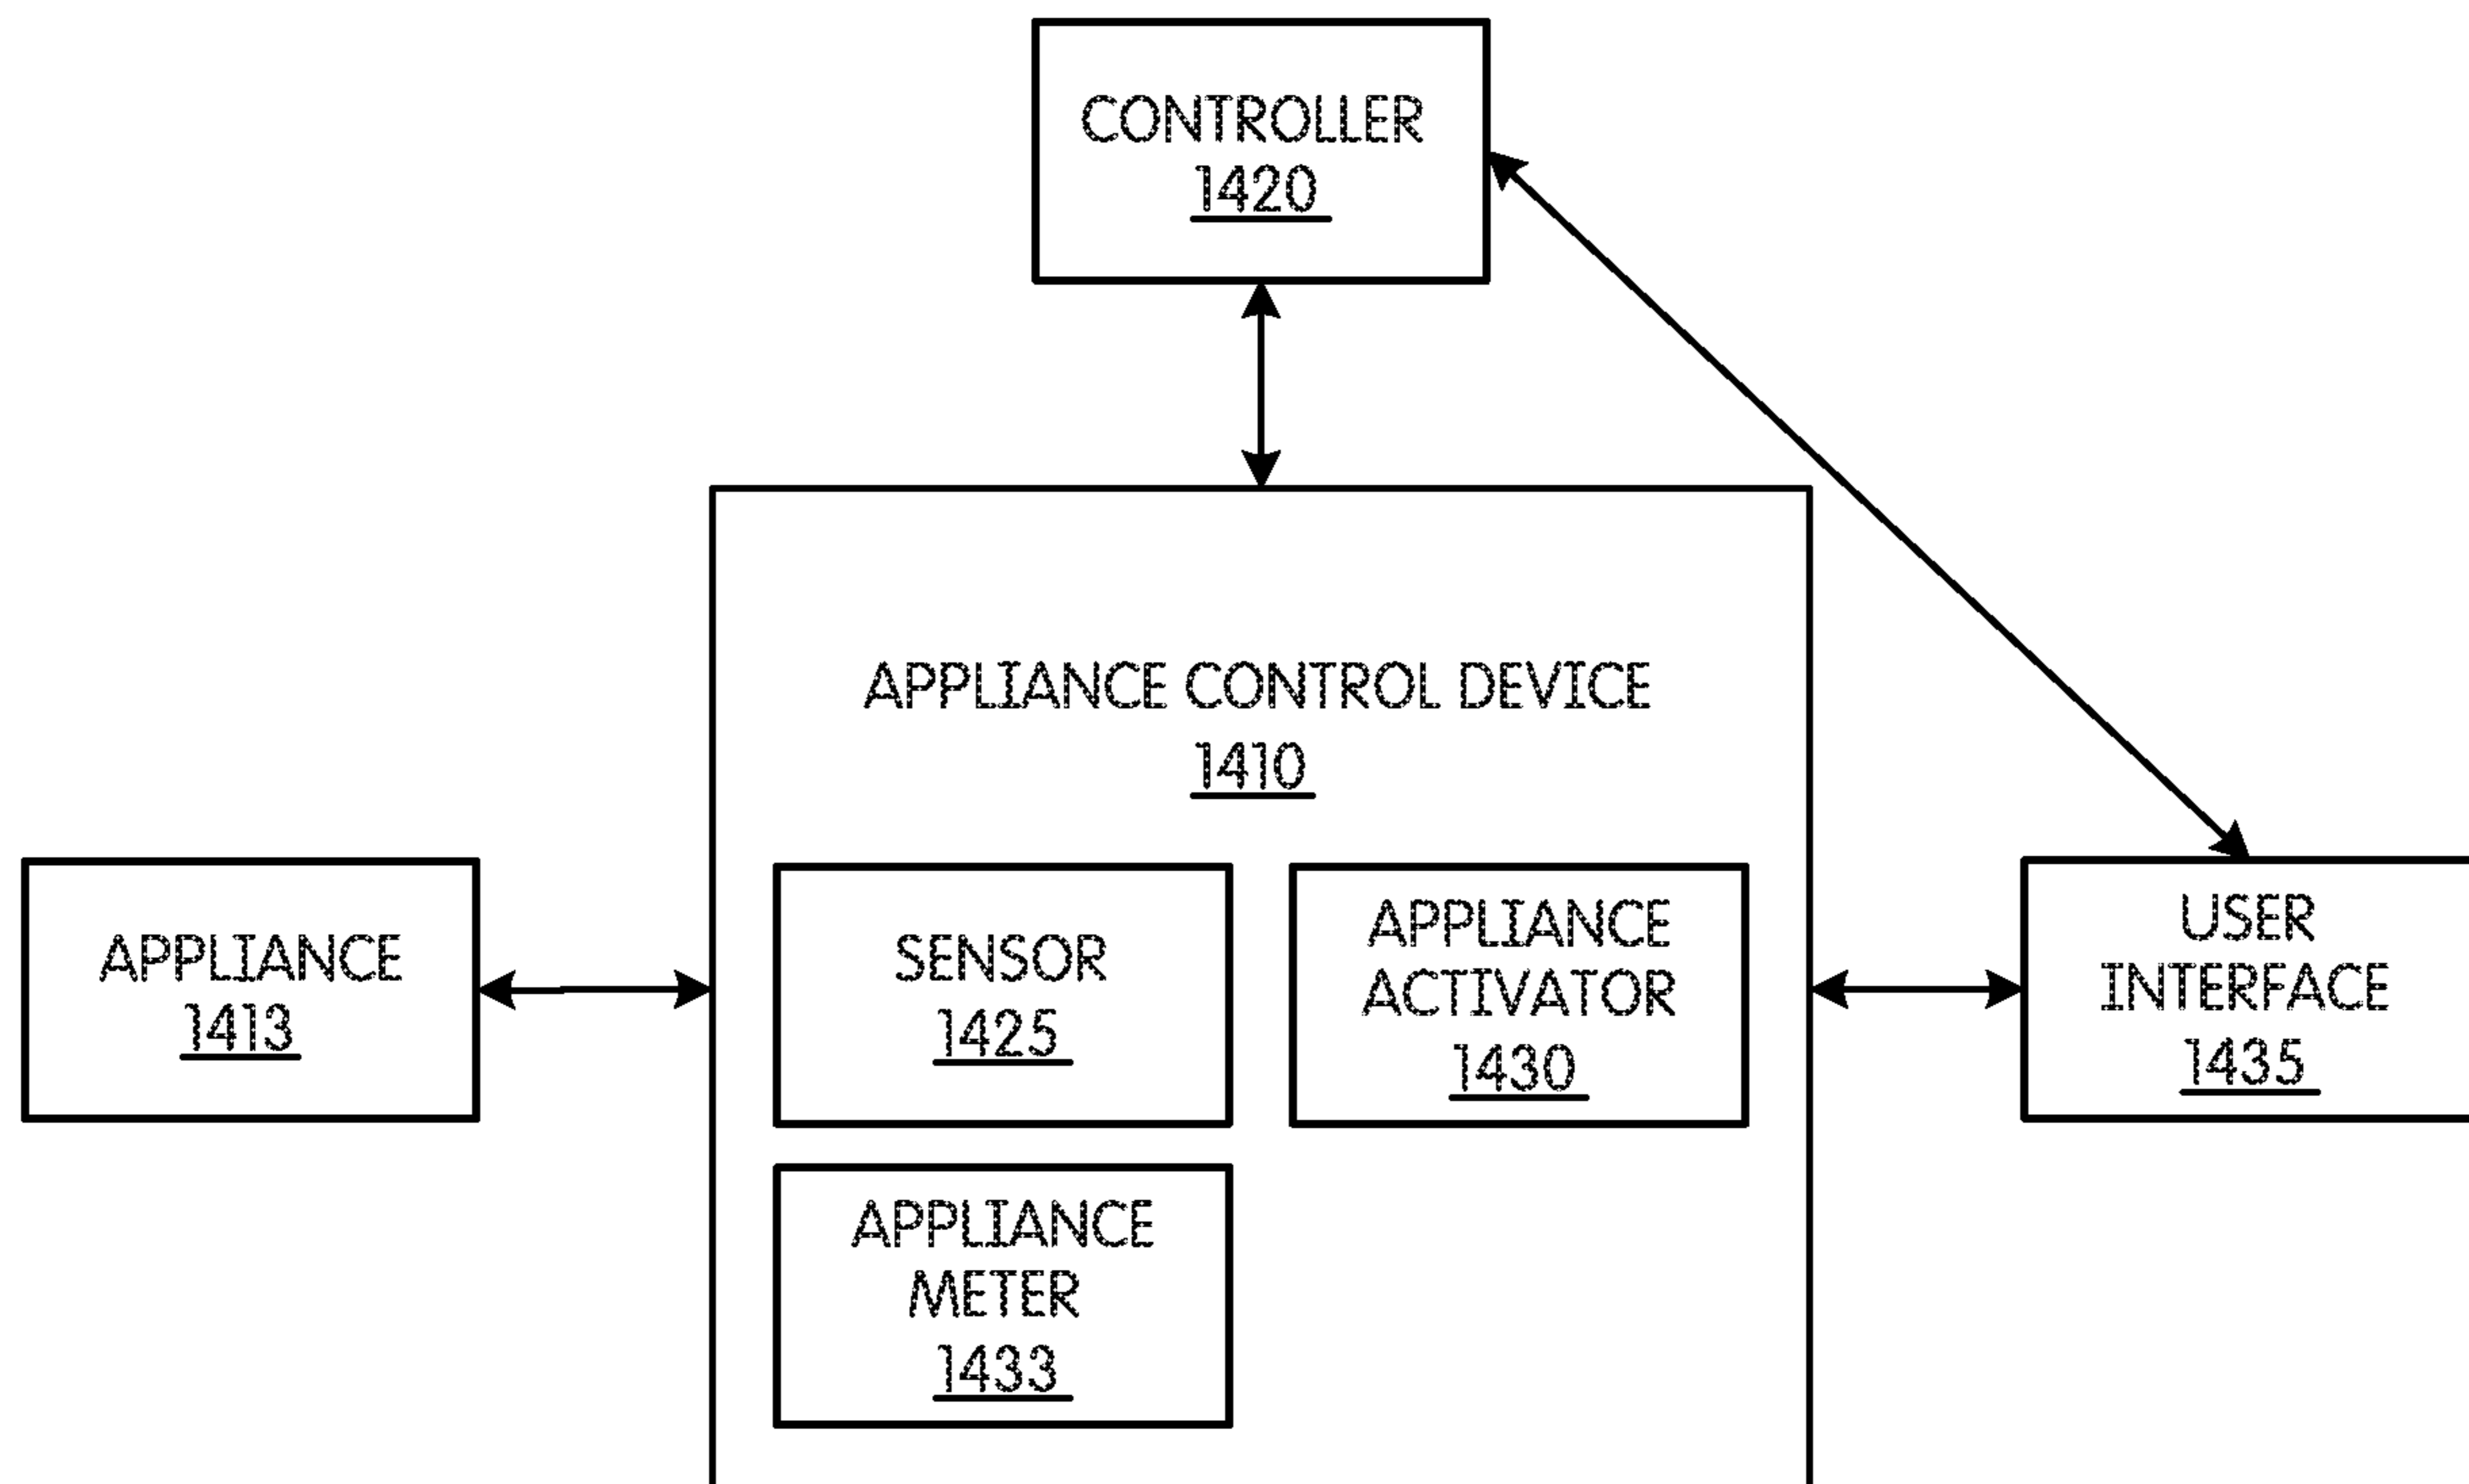 CONTROLLER
1420
APPLIANCE CONTROL DEVICE
1410
APPLIANCE
1413
SENSOR
1425
APPLIANCE
ACTIVATOR
1430
USER
INTERFACE
1435
APPLIANCE
METER
1433